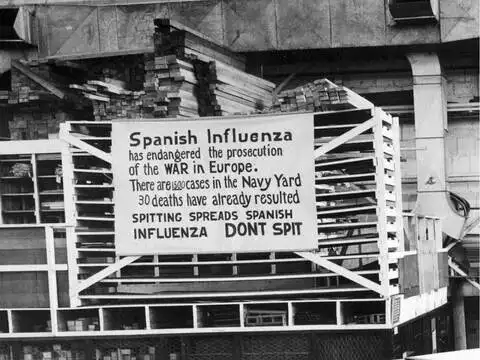 Spanish Influenza
has endangered the prosecution
of the WAR in Europe.
There are 1500 cases in the Navy Yard
30 deaths have already resulted
SPITTING SPREADS SPANISH
INFLUENZA DONT SPIT